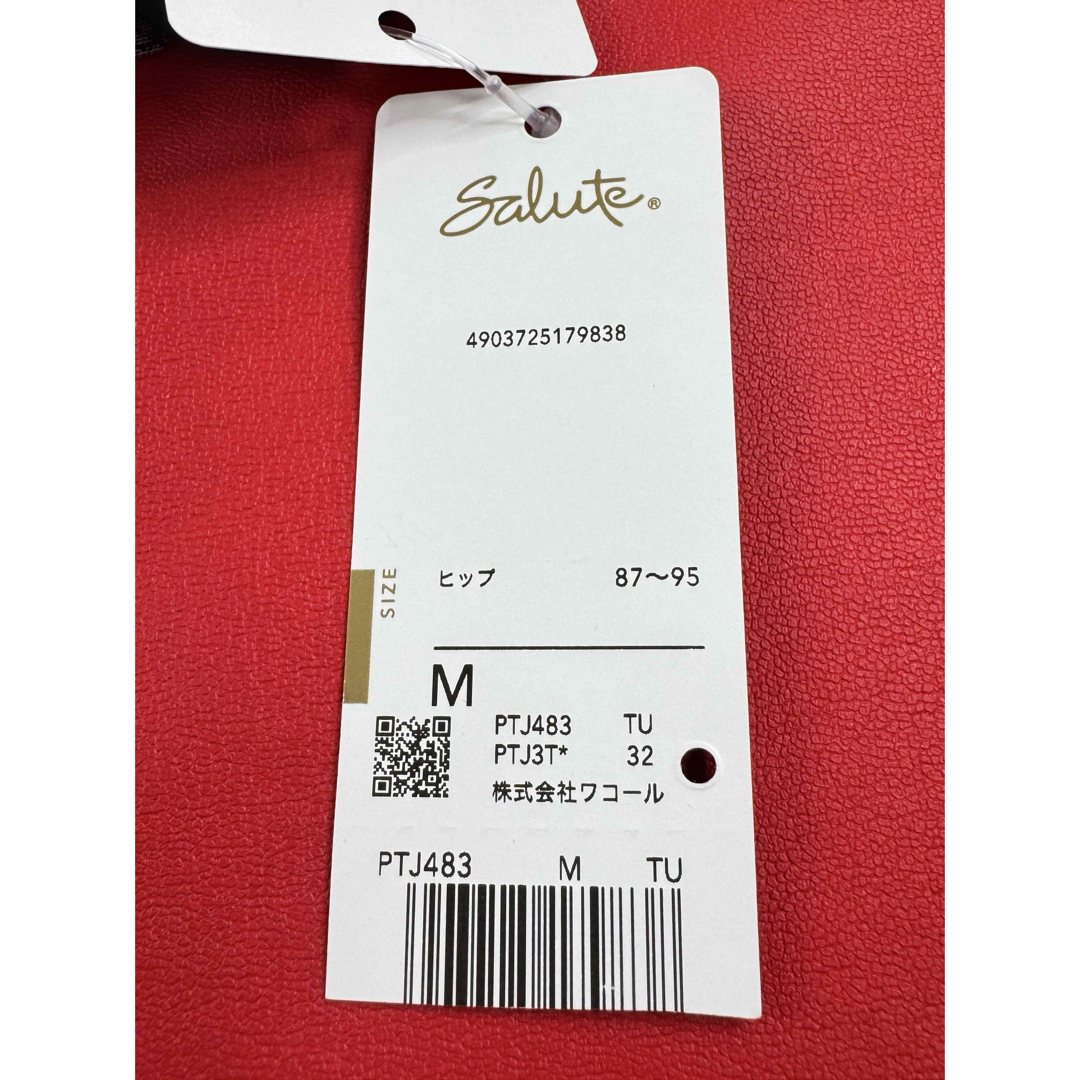 Salute®
4903725179838
SIZE
ヒップ 87〜95
M
PTJ483 TU
PTJ3T* 32
株式会社ワコール
PTJ483 M TU